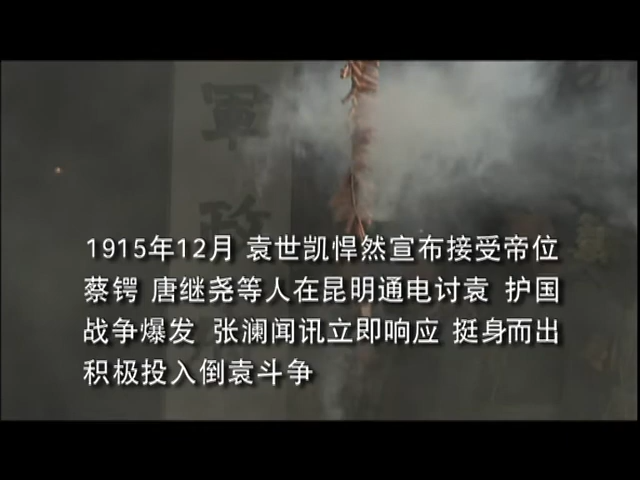 軍政
1915年12月 袁世凯悍然宣布接受帝位
蔡锷 唐继尧等人在昆明通电讨袁 护国
战争爆发 张澜闻讯立即响应 挺身而出
积极投入倒袁斗争